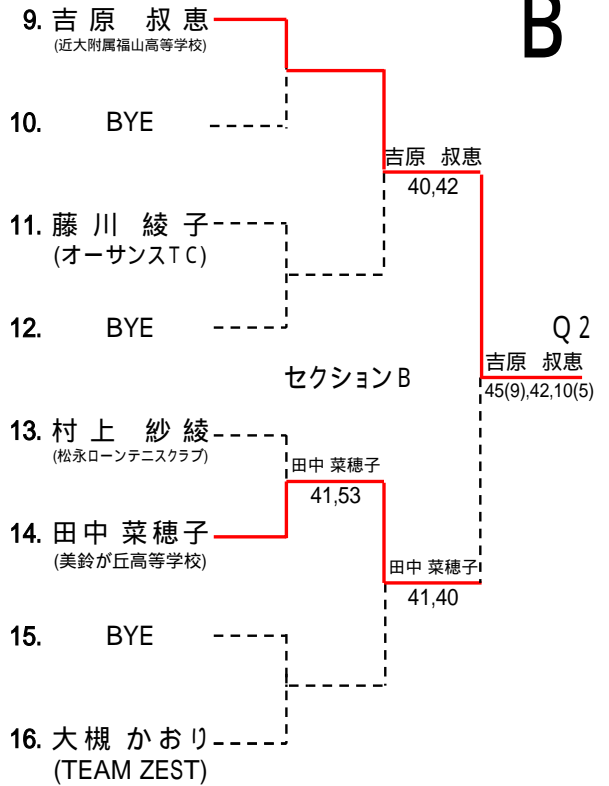 B
9. 吉原 叔恵
(近大附属福山高等学校)
10. BYE
吉原 叔恵
40,42
11. 藤川 綾子
(オーサンスTC)
12. BYE
Q2
吉原 叔恵
45(9),42,10(5)
セクションB
13. 村上 紗綾
(松永ローンテニスクラブ)
田中 菜穂子
41,53
14. 田中 菜穂子
(美鈴が丘高等学校)
田中 菜穂子
41,40
15. BYE
16. 大槻 かおり
(TEAM ZEST)